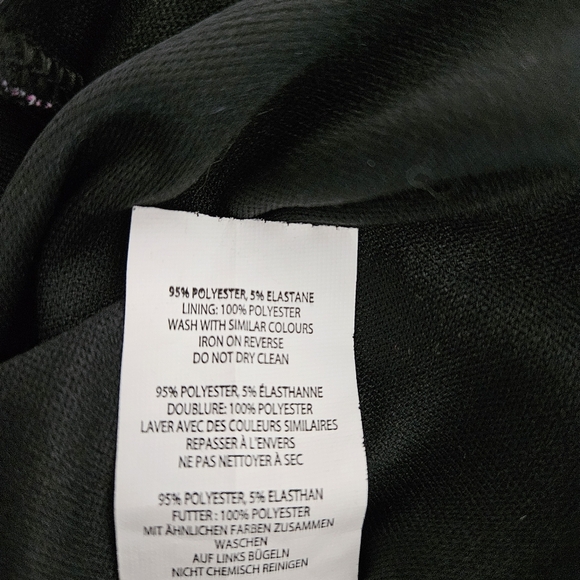 95% POLYESTER, 5% ELASTANE
LINING: 100% POLYESTER
WASH WITH SIMILAR COLOURS
IRON ON REVERSE
DO NOT DRY CLEAN
95% POLYESTER, 5% ÉLASTHANNE
DOUBLURE: 100% POLYESTER
LAVER AVEC DES COULEURS SIMILAIRES
REPASSER À L'ENVERS
NE PAS NETTOYER À SEC
95% POLYESTER, 5% ELASTHAN
FUTTER : 100% POLYESTER
MIT ÄHNLICHEN FARBEN ZUSAMMEN
WASCHEN
AUF LINKS BÜGELN
NICHT CHEMISCH REINIGEN